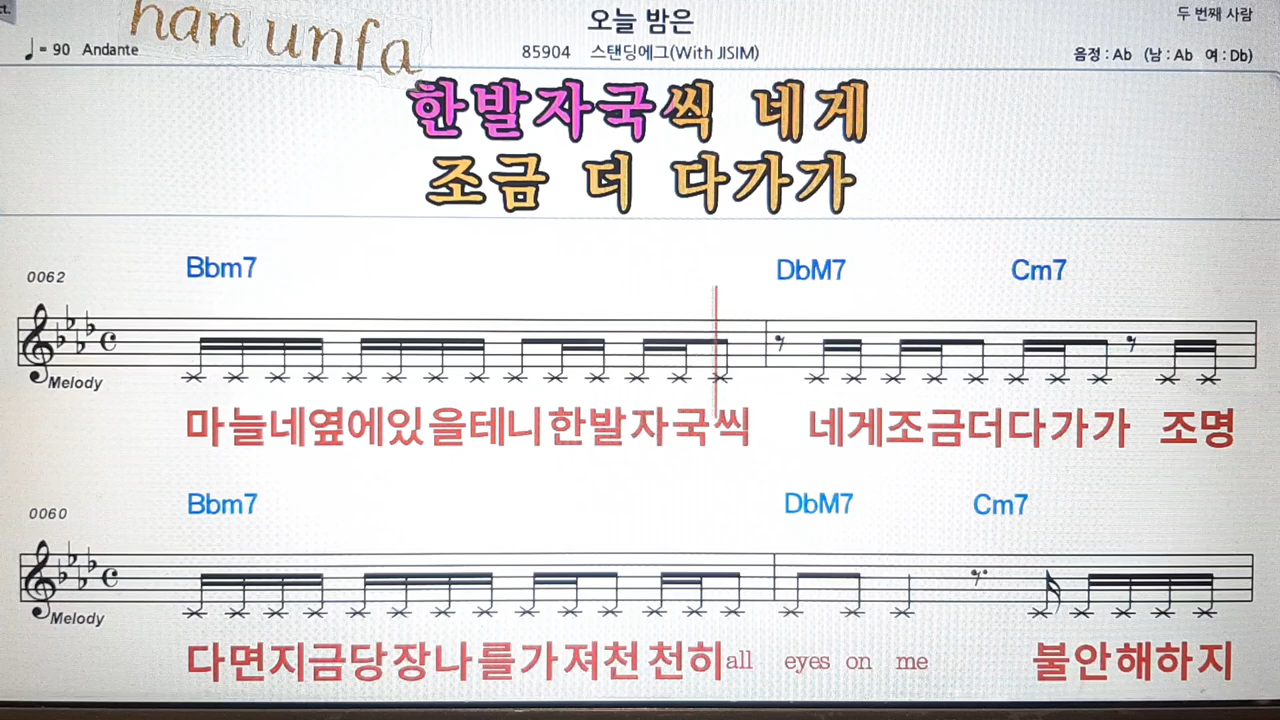 ct.
han unfa
오늘 밤은
두 번째 사람
♩ = 90 Andante
85904 스탠딩에그(With JISIM)
음정 : Ab (남 : Ab 여 : Db)
한발자국씩 네게
조금 더 다가가
0062
Bbm7 DbM7 Cm7
Melody
마늘네옆에있을테니한발자국씩 네게조금더다가가 조명
0060
Bbm7 DbM7 Cm7
Melody
다면지금당장나를가져천천히all eyes on me 불안해하지